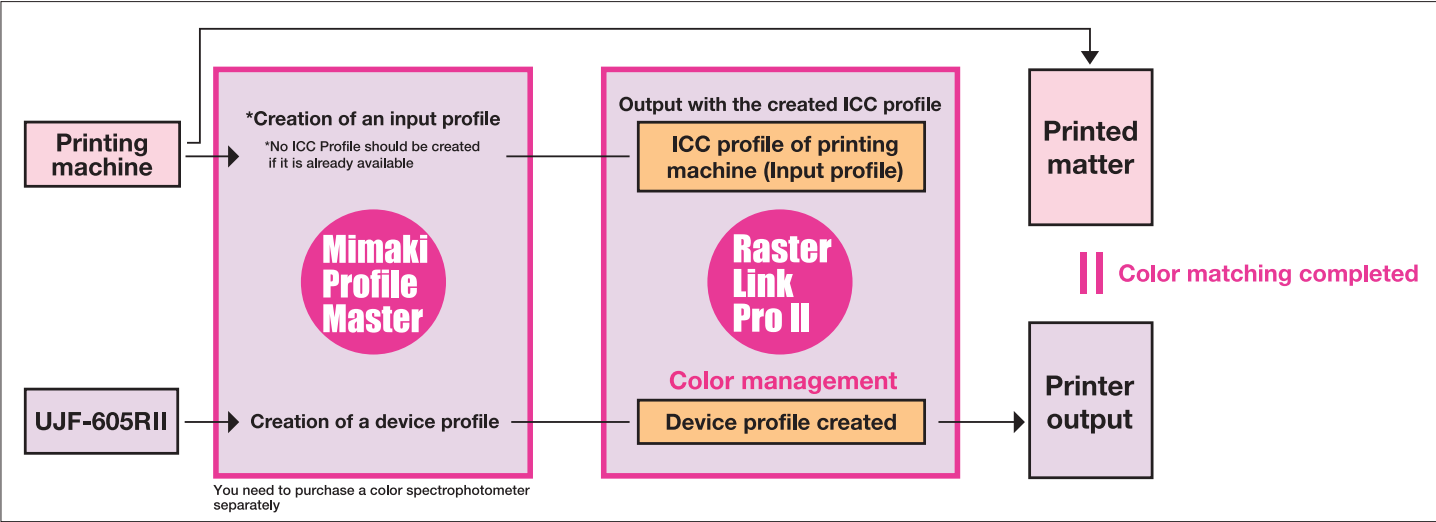 Printing
machine
*Creation of an input profile
*No ICC Profile should be created
if it is already available
Mimaki
Profile
Master
UJF-605RII
Creation of a device profile
You need to purchase a color spectrophotometer
separately
Output with the created ICC profile
ICC profile of printing
machine (Input profile)
Raster
Link
Pro II
Color management
Device profile created
Printed
matter
Color matching completed
Printer
output